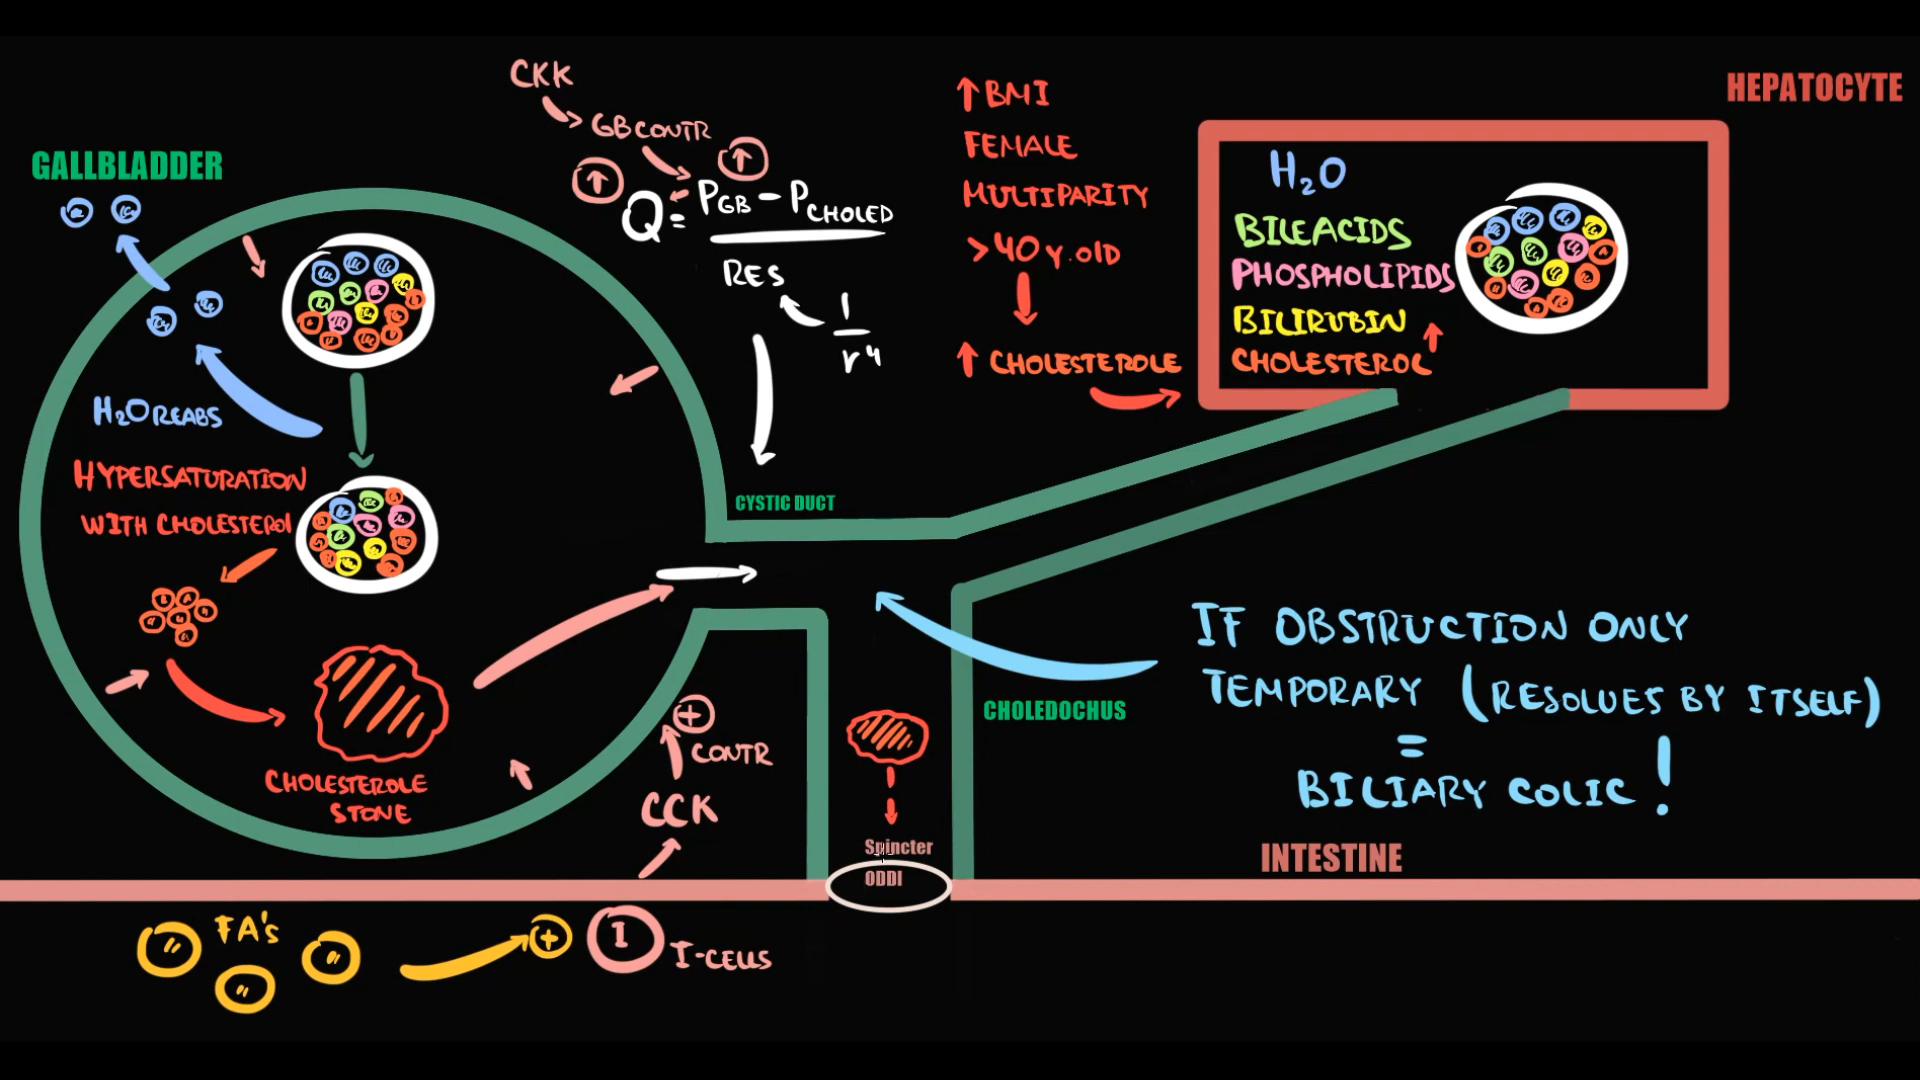 GALLBLADDER
CKK
GB CONTR
↑
↑
Q = PGB - PCHOLED
RES
1
r4
↑ BMI
FEMALE
MULTIPARITY
> 40 y. old
↑ CHOLESTEROLE
HEPATOCYTE
H2O
BILEACIDS
PHOSPHOLIPIDS
BILIRUBIN
CHOLESTEROL ↑
H2O REABS
HYPERSATURATION
WITH CHOLESTEROL
CHOLESTEROLE
STONE
CYSTIC DUCT
CHOLEDOCHUS
IF OBSTRUCTION ONLY
TEMPORARY (RESOLVES BY ITSELF)
=
BILIARY COLIC !
+
CONTR
CCK
Spincter
ODDI
INTESTINE
FA's
+
I
I-CELLS